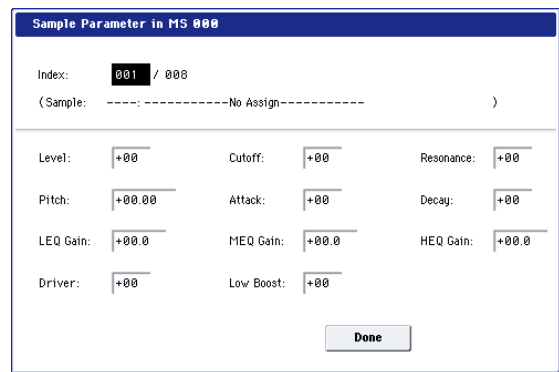 Sample Parameter in MS 000
Index: 001 / 008
(Sample: ----: -----------No Assign----------- )
Level: +00 Cutoff: +00 Resonance: +00
Pitch: +00.00 Attack: +00 Decay: +00
LEQ Gain: +00.0 MEQ Gain: +00.0 HEQ Gain: +00.0
Driver: +00 Low Boost: +00
Done